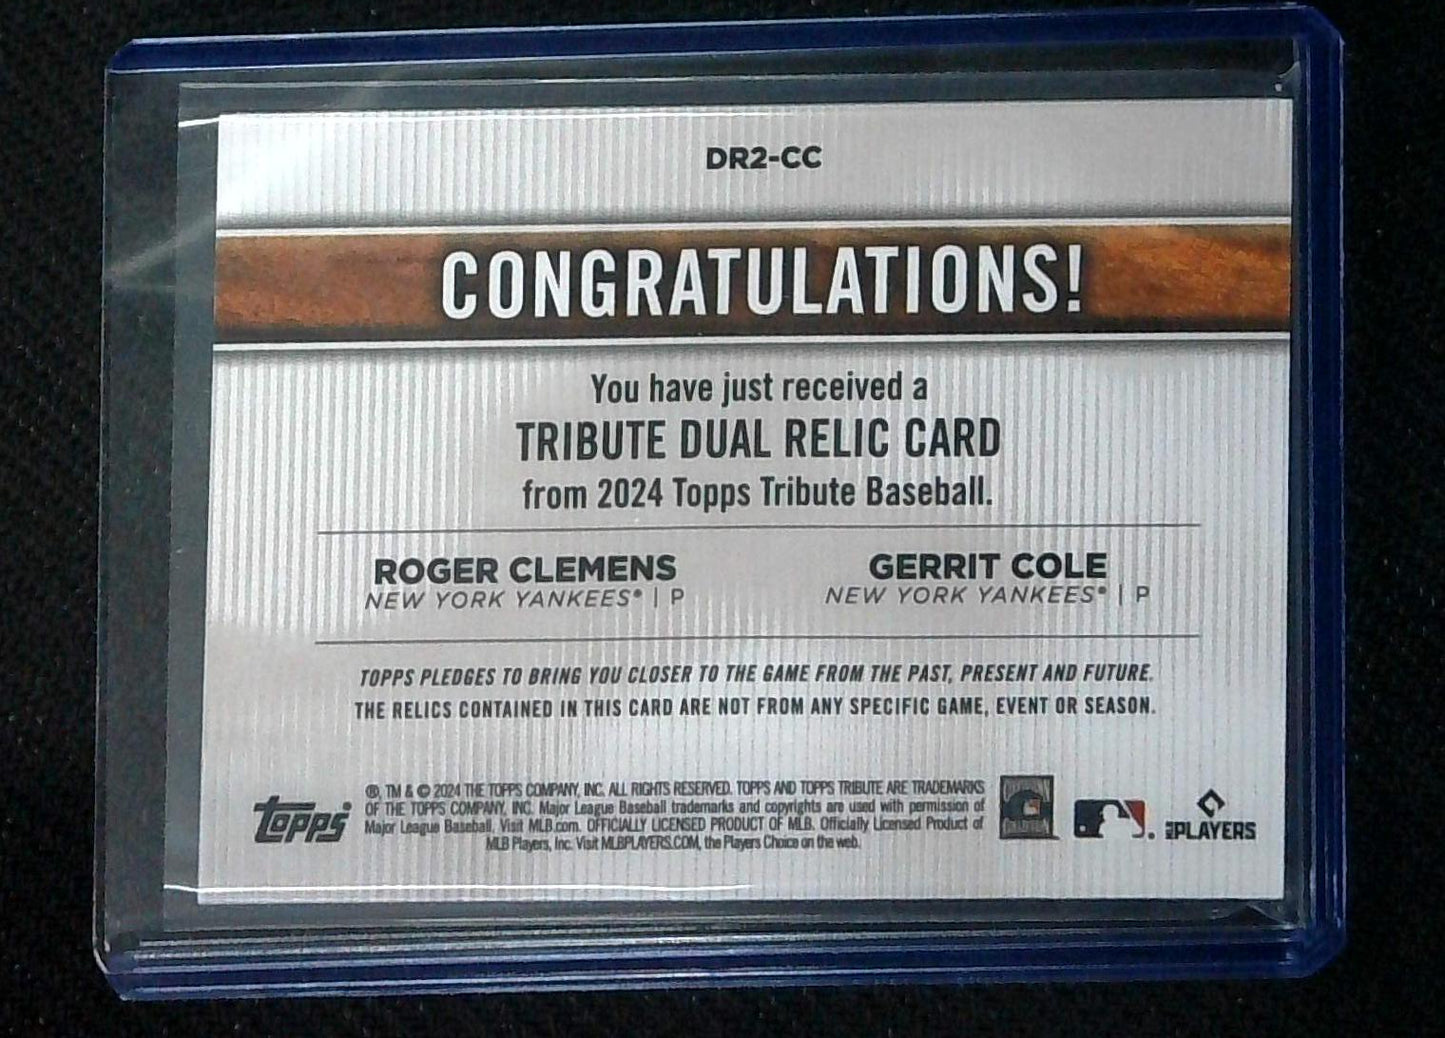 DR2-CC
CONGRATULATIONS!
You have just received a
TRIBUTE DUAL RELIC CARD
from 2024 Topps Tribute Baseball.
ROGER CLEMENS
NEW YORK YANKEES® | P
GERRIT COLE
NEW YORK YANKEES® | P
TOPPS PLEDGES TO BRING YOU CLOSER TO THE GAME FROM THE PAST, PRESENT AND FUTURE.
THE RELICS CONTAINED IN THIS CARD ARE NOT FROM ANY SPECIFIC GAME, EVENT OR SEASON.
Topps
®, TM & © 2024 THE TOPPS COMPANY, INC. ALL RIGHTS RESERVED. TOPPS AND TOPPS TRIBUTE ARE TRADEMARKS
OF THE TOPPS COMPANY, INC. Major League Baseball trademarks and copyrights are used with permission of
Major League Baseball. Visit MLB.com. OFFICIALLY LICENSED PRODUCT OF MLB. Officially Licensed Product of
MLB Players, Inc. Visit MLBPLAYERS.COM, the Players Choice on the web.
PLAYERS